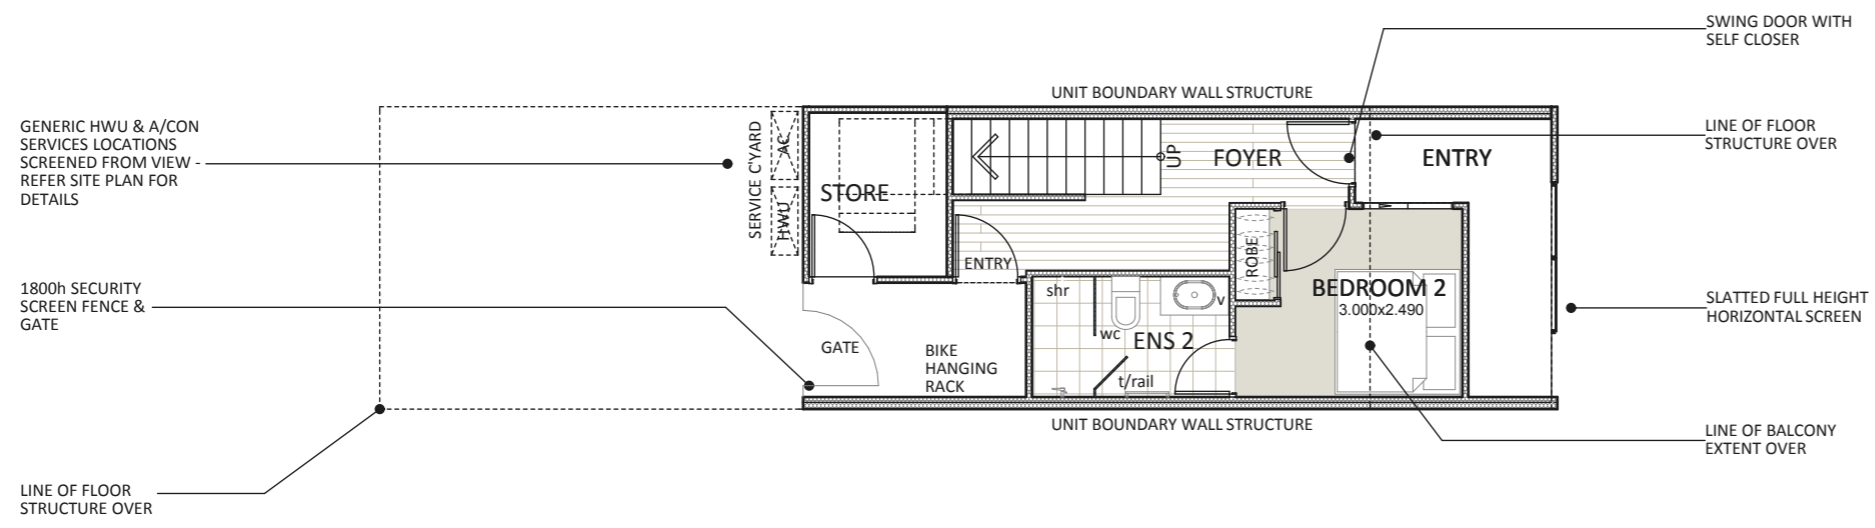 SWING DOOR WITH
SELF CLOSER
UNIT BOUNDARY WALL STRUCTURE
GENERIC HWU & A/CON
SERVICES LOCATIONS
SCREENED FROM VIEW -
REFER SITE PLAN FOR
DETAILS
SERVICE C'YARD
AC
HWU
STORE
UP
FOYER
ENTRY
LINE OF FLOOR
STRUCTURE OVER
ENTRY
ROBE
BEDROOM 2
3.000x2.490
1800h SECURITY
SCREEN FENCE &
GATE
shr
v
wc
ENS 2
t/rail
GATE
BIKE
HANGING
RACK
SLATTED FULL HEIGHT
HORIZONTAL SCREEN
UNIT BOUNDARY WALL STRUCTURE
LINE OF BALCONY
EXTENT OVER
LINE OF FLOOR
STRUCTURE OVER